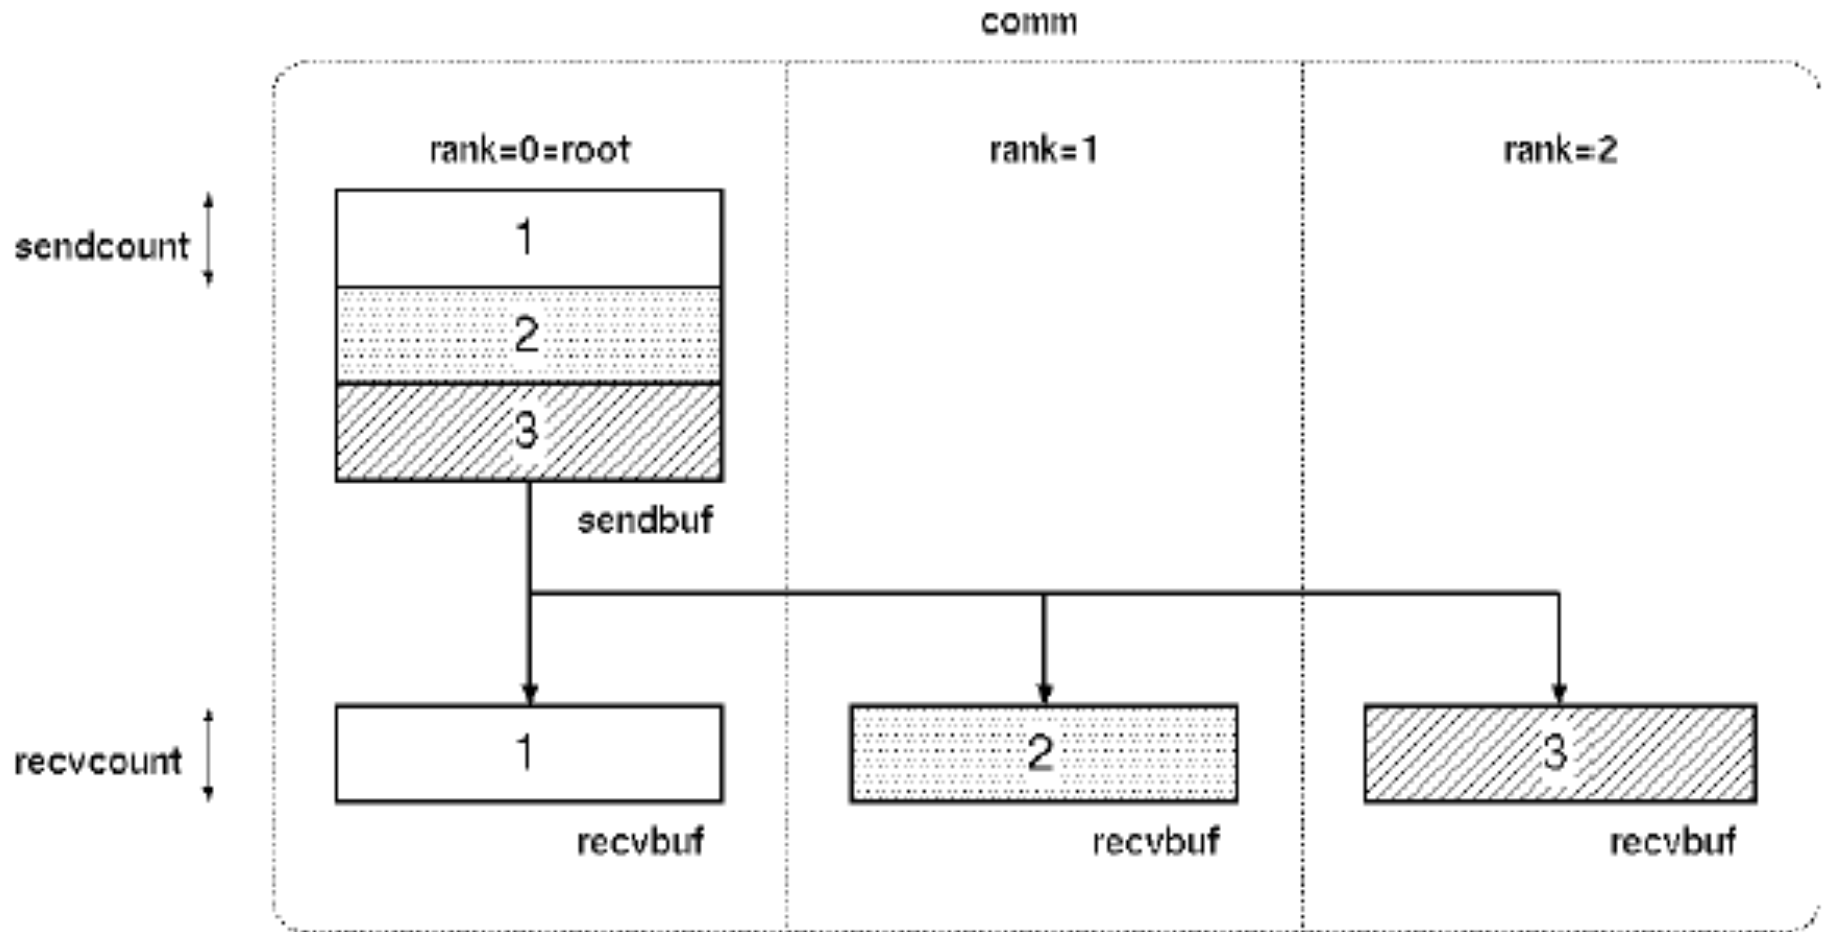 comm
rank=0=root
rank=1
rank=2
sendcount
1
2
3
sendbuf
recvcount
1
2
3
recvbuf
recvbuf
recvbuf